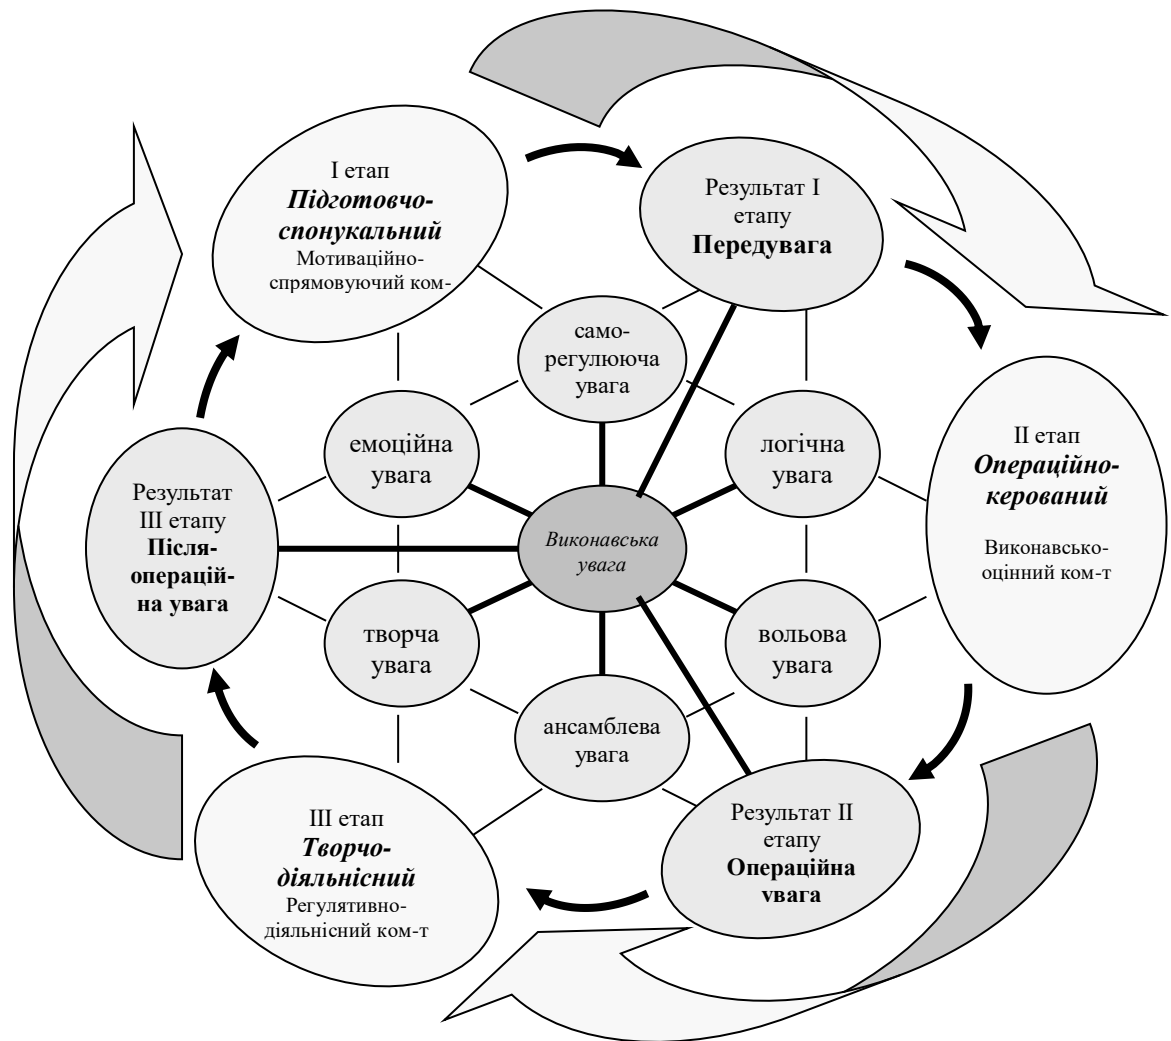 І етап
Підготовчо-
спонукальний
Мотиваційно-
спрямовуючий ком-
Результат І
етапу
Передувага
само-
регулююча
увага
емоційна
увага
логічна
увага
ІІ етап
Операційно-
керований
Виконавсько-
оцінний ком-т
Результат
ІІІ етапу
Після-
операцій-
на увага
Виконавська
увага
творча
увага
вольова
увага
ансамблева
увага
ІІІ етап
Творчо-
діяльнісний
Регулятивно-
діяльнісний ком-т
Результат ІІ
етапу
Операційна
увага